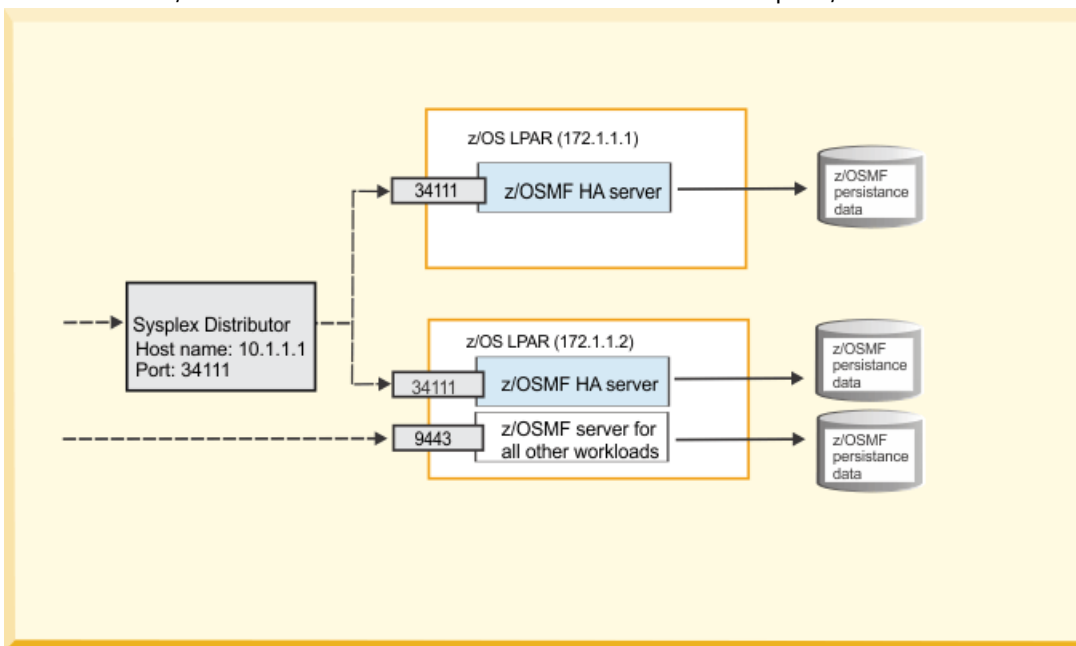 z/OS LPAR (172.1.1.1)
34111
z/OSMF HA server
z/OSMF
persistance
data
Sysplex Distributor
Host name: 10.1.1.1
Port: 34111
z/OS LPAR (172.1.1.2)
34111
z/OSMF HA server
z/OSMF
persistance
data
9443
z/OSMF server for
all other workloads
z/OSMF
persistance
data